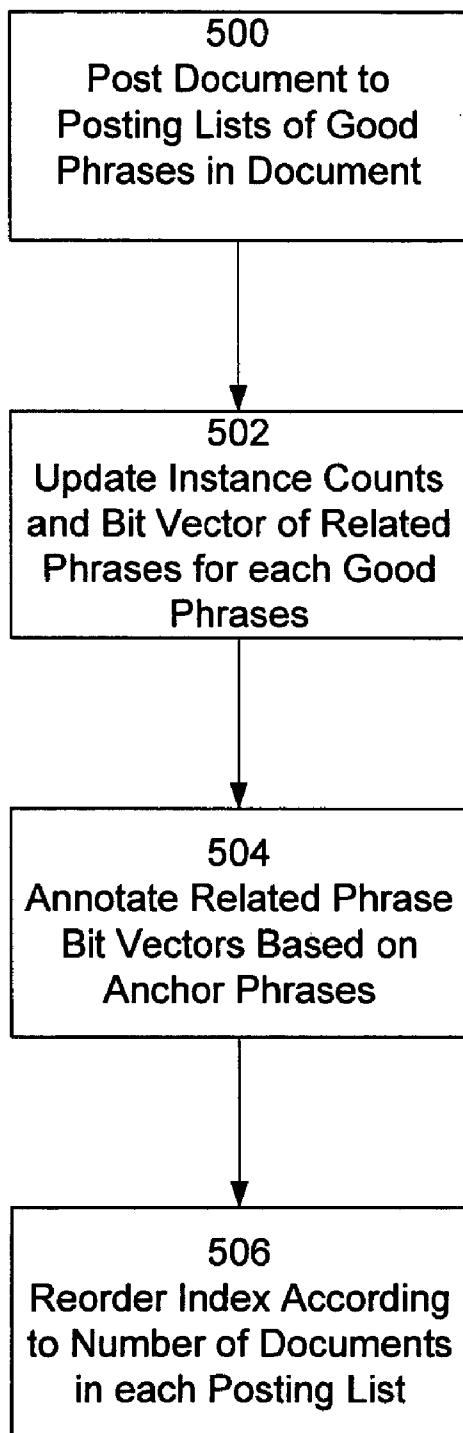 500
Post Document to
Posting Lists of Good
Phrases in Document
502
Update Instance Counts
and Bit Vector of Related
Phrases for each Good
Phrases
504
Annotate Related Phrase
Bit Vectors Based on
Anchor Phrases
506
Reorder Index According
to Number of Documents
in each Posting List